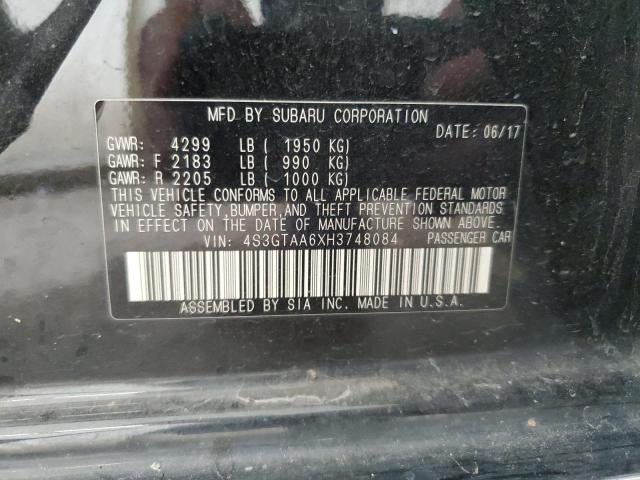 MFD BY SUBARU CORPORATION
DATE: 06/17
GVWR: 4299 LB ( 1950 KG)
GAWR: F 2183 LB ( 990 KG)
GAWR: R 2205 LB ( 1000 KG)
THIS VEHICLE CONFORMS TO ALL APPLICABLE FEDERAL MOTOR
VEHICLE SAFETY, BUMPER, AND THEFT PREVENTION STANDARDS
IN EFFECT ON THE DATE OF MANUFACTURE SHOWN ABOVE.
VIN: 4S3GTAA6XH3748084 PASSENGER CAR
ASSEMBLED BY SIA INC. MADE IN U.S.A.